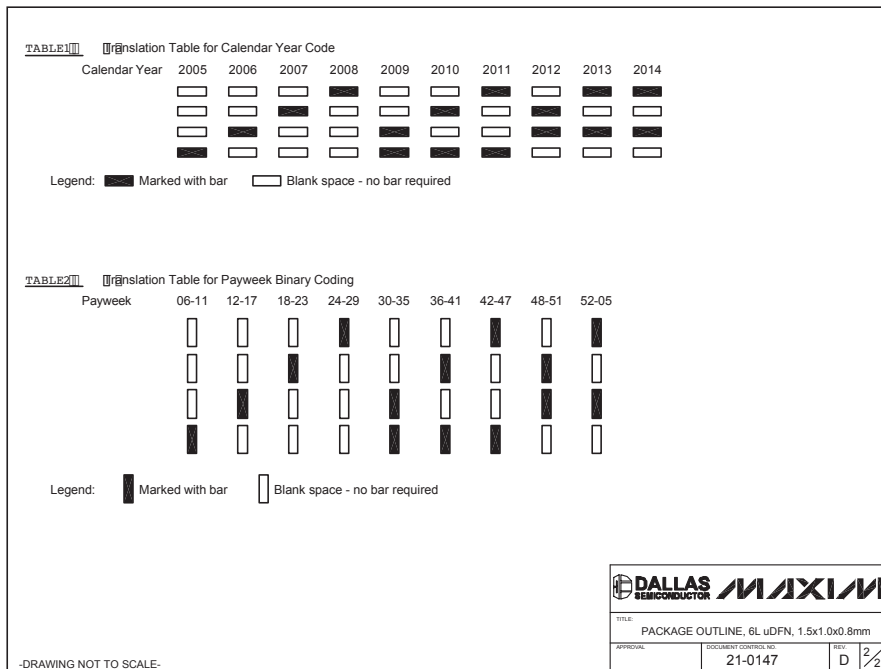 TABLE1 Translation Table for Calendar Year Code
Calendar Year 2005 2006 2007 2008 2009 2010 2011 2012 2013 2014
Legend: Marked with bar Blank space - no bar required
TABLE2 Translation Table for Payweek Binary Coding
Payweek 06-11 12-17 18-23 24-29 30-35 36-41 42-47 48-51 52-05
Legend: Marked with bar Blank space - no bar required
DALLAS SEMICONDUCTOR MAXIM
TITLE:
PACKAGE OUTLINE, 6L uDFN, 1.5x1.0x0.8mm
APPROVAL DOCUMENT CONTROL NO. REV.
21-0147 D 2/2
-DRAWING NOT TO SCALE-